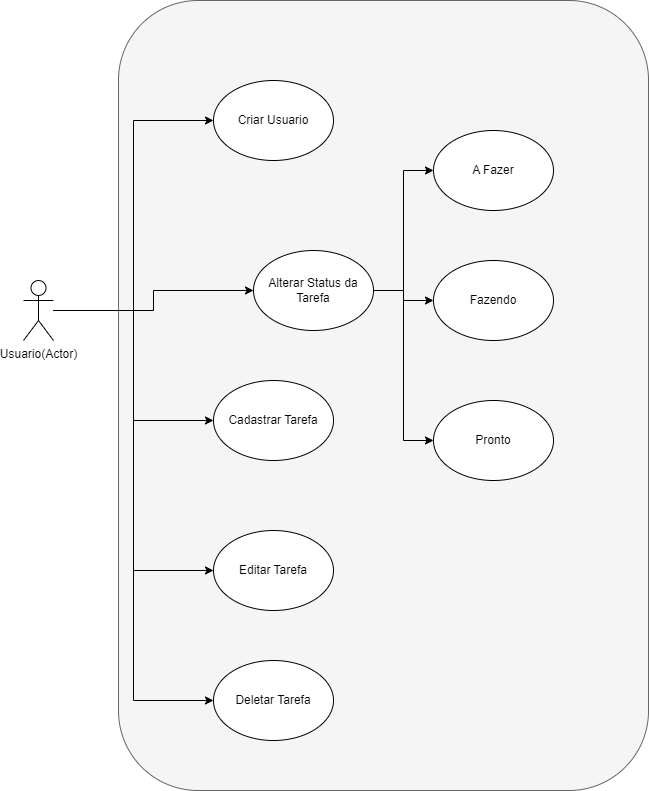 Criar Usuario
A Fazer
Alterar Status da
Tarefa
Fazendo
Usuario(Actor)
Cadastrar Tarefa
Pronto
Editar Tarefa
Deletar Tarefa